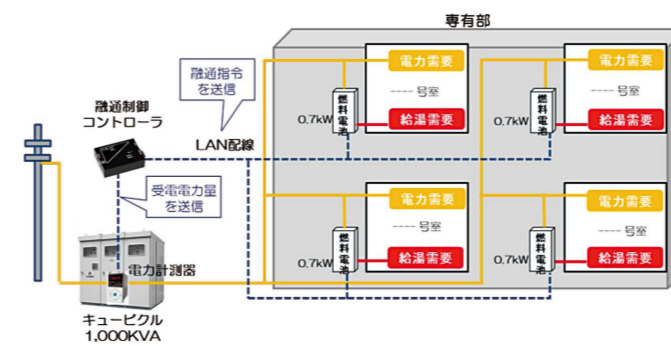 専有部
融通指令
を送信
融通制御
コントローラ
LAN配線
受電電力量
を送信
電力計測器
キュービクル
1,000KVA
電力需要
---- 号室
燃料電池
0.7kW
給湯需要
電力需要
---- 号室
燃料電池
0.7kW
給湯需要
電力需要
---- 号室
燃料電池
0.7kW
給湯需要
電力需要
---- 号室
燃料電池
0.7kW
給湯需要